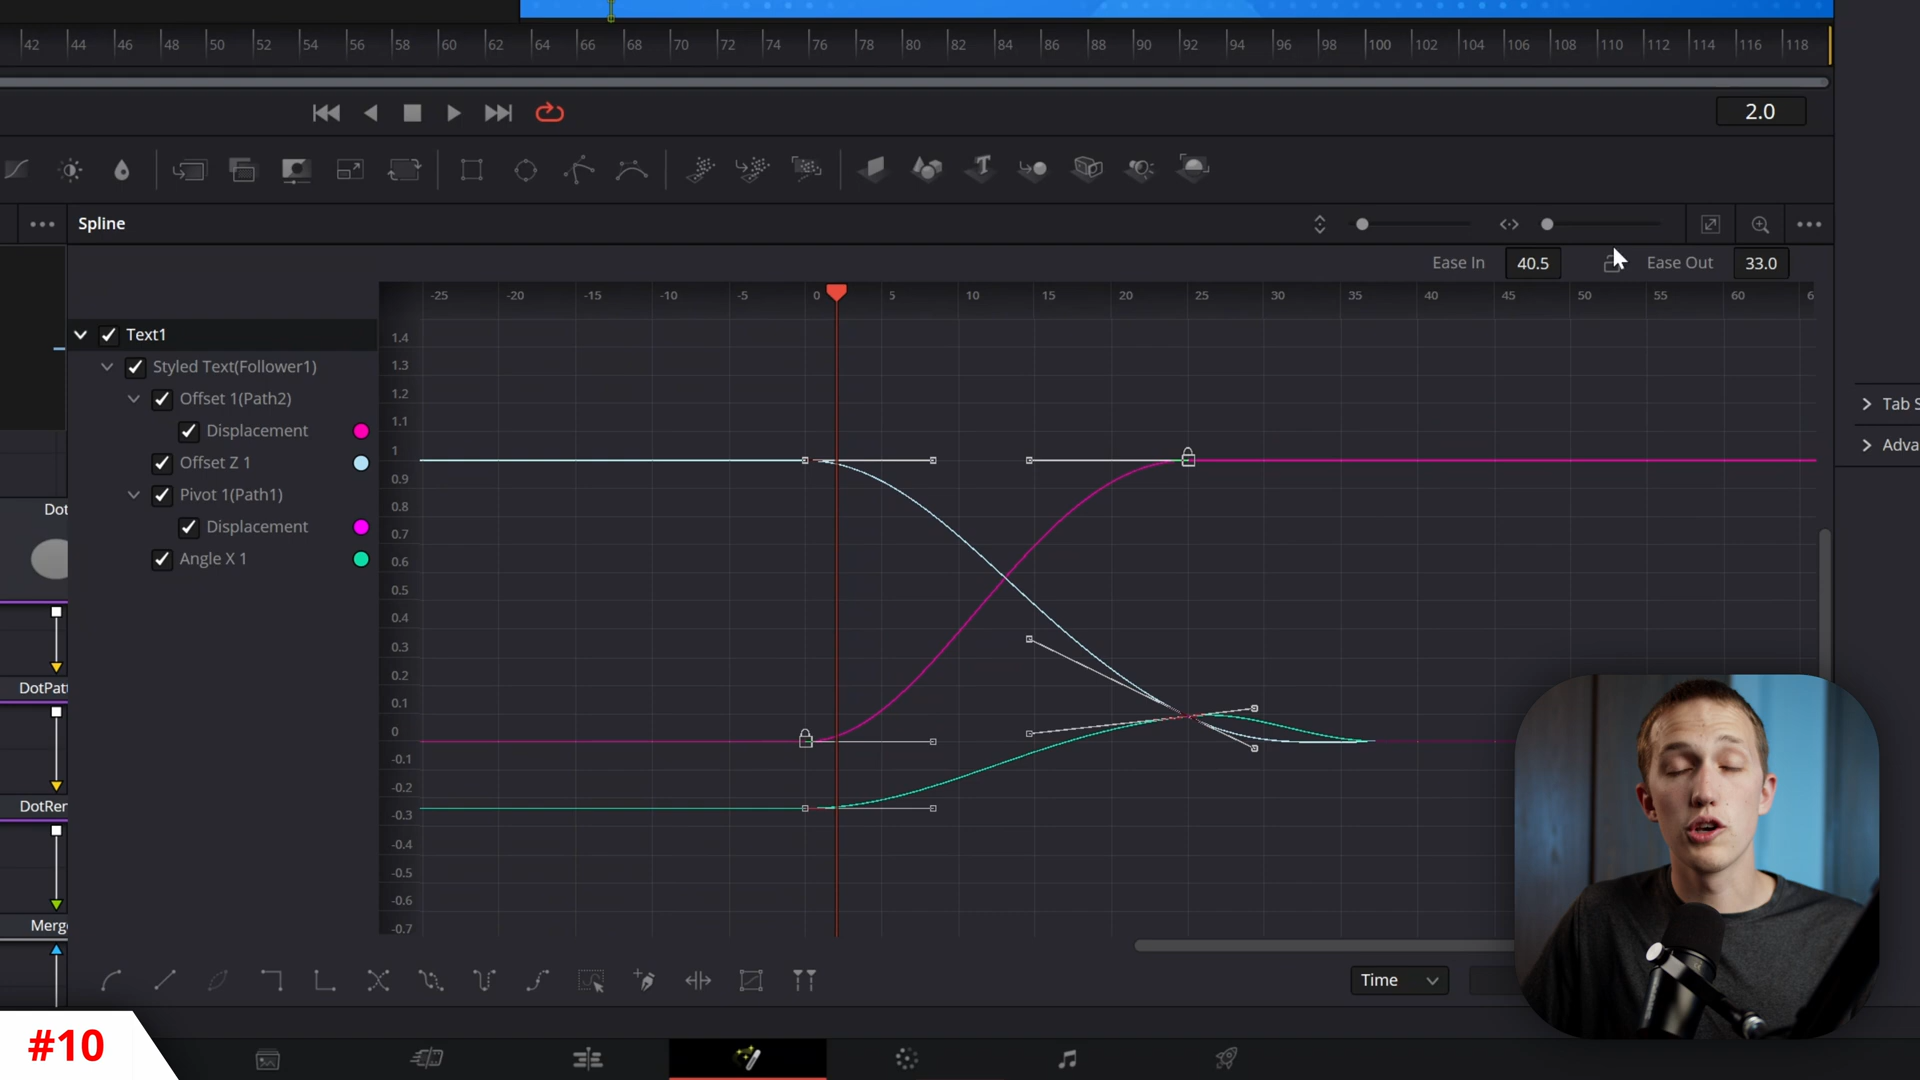 42 44 46 48 50 52 54 56 58 60 62 64 66 68 70 72 74 76 78 80 82 84 86 88 90 92 94 96 98 100 102 104 106 108 110 112 114 116 118
2.0
Spline
Ease In 40.5 Ease Out 33.0
-25 -20 -15 -10 -5 0 5 10 15 20 25 30 35 40 45 50 55 60 6
Text1
Styled Text(Follower1)
Offset 1(Path2)
Displacement
Offset Z 1
Pivot 1(Path1)
Displacement
Angle X 1
1.4
1.3
1.2
1.1
1
0.9
0.8
0.7
0.6
0.5
0.4
0.3
0.2
0.1
0
-0.1
-0.2
-0.3
-0.4
-0.5
-0.6
-0.7
Tab S
Adva
Dot
DotPatt
DotRen
Merg
Time
#10